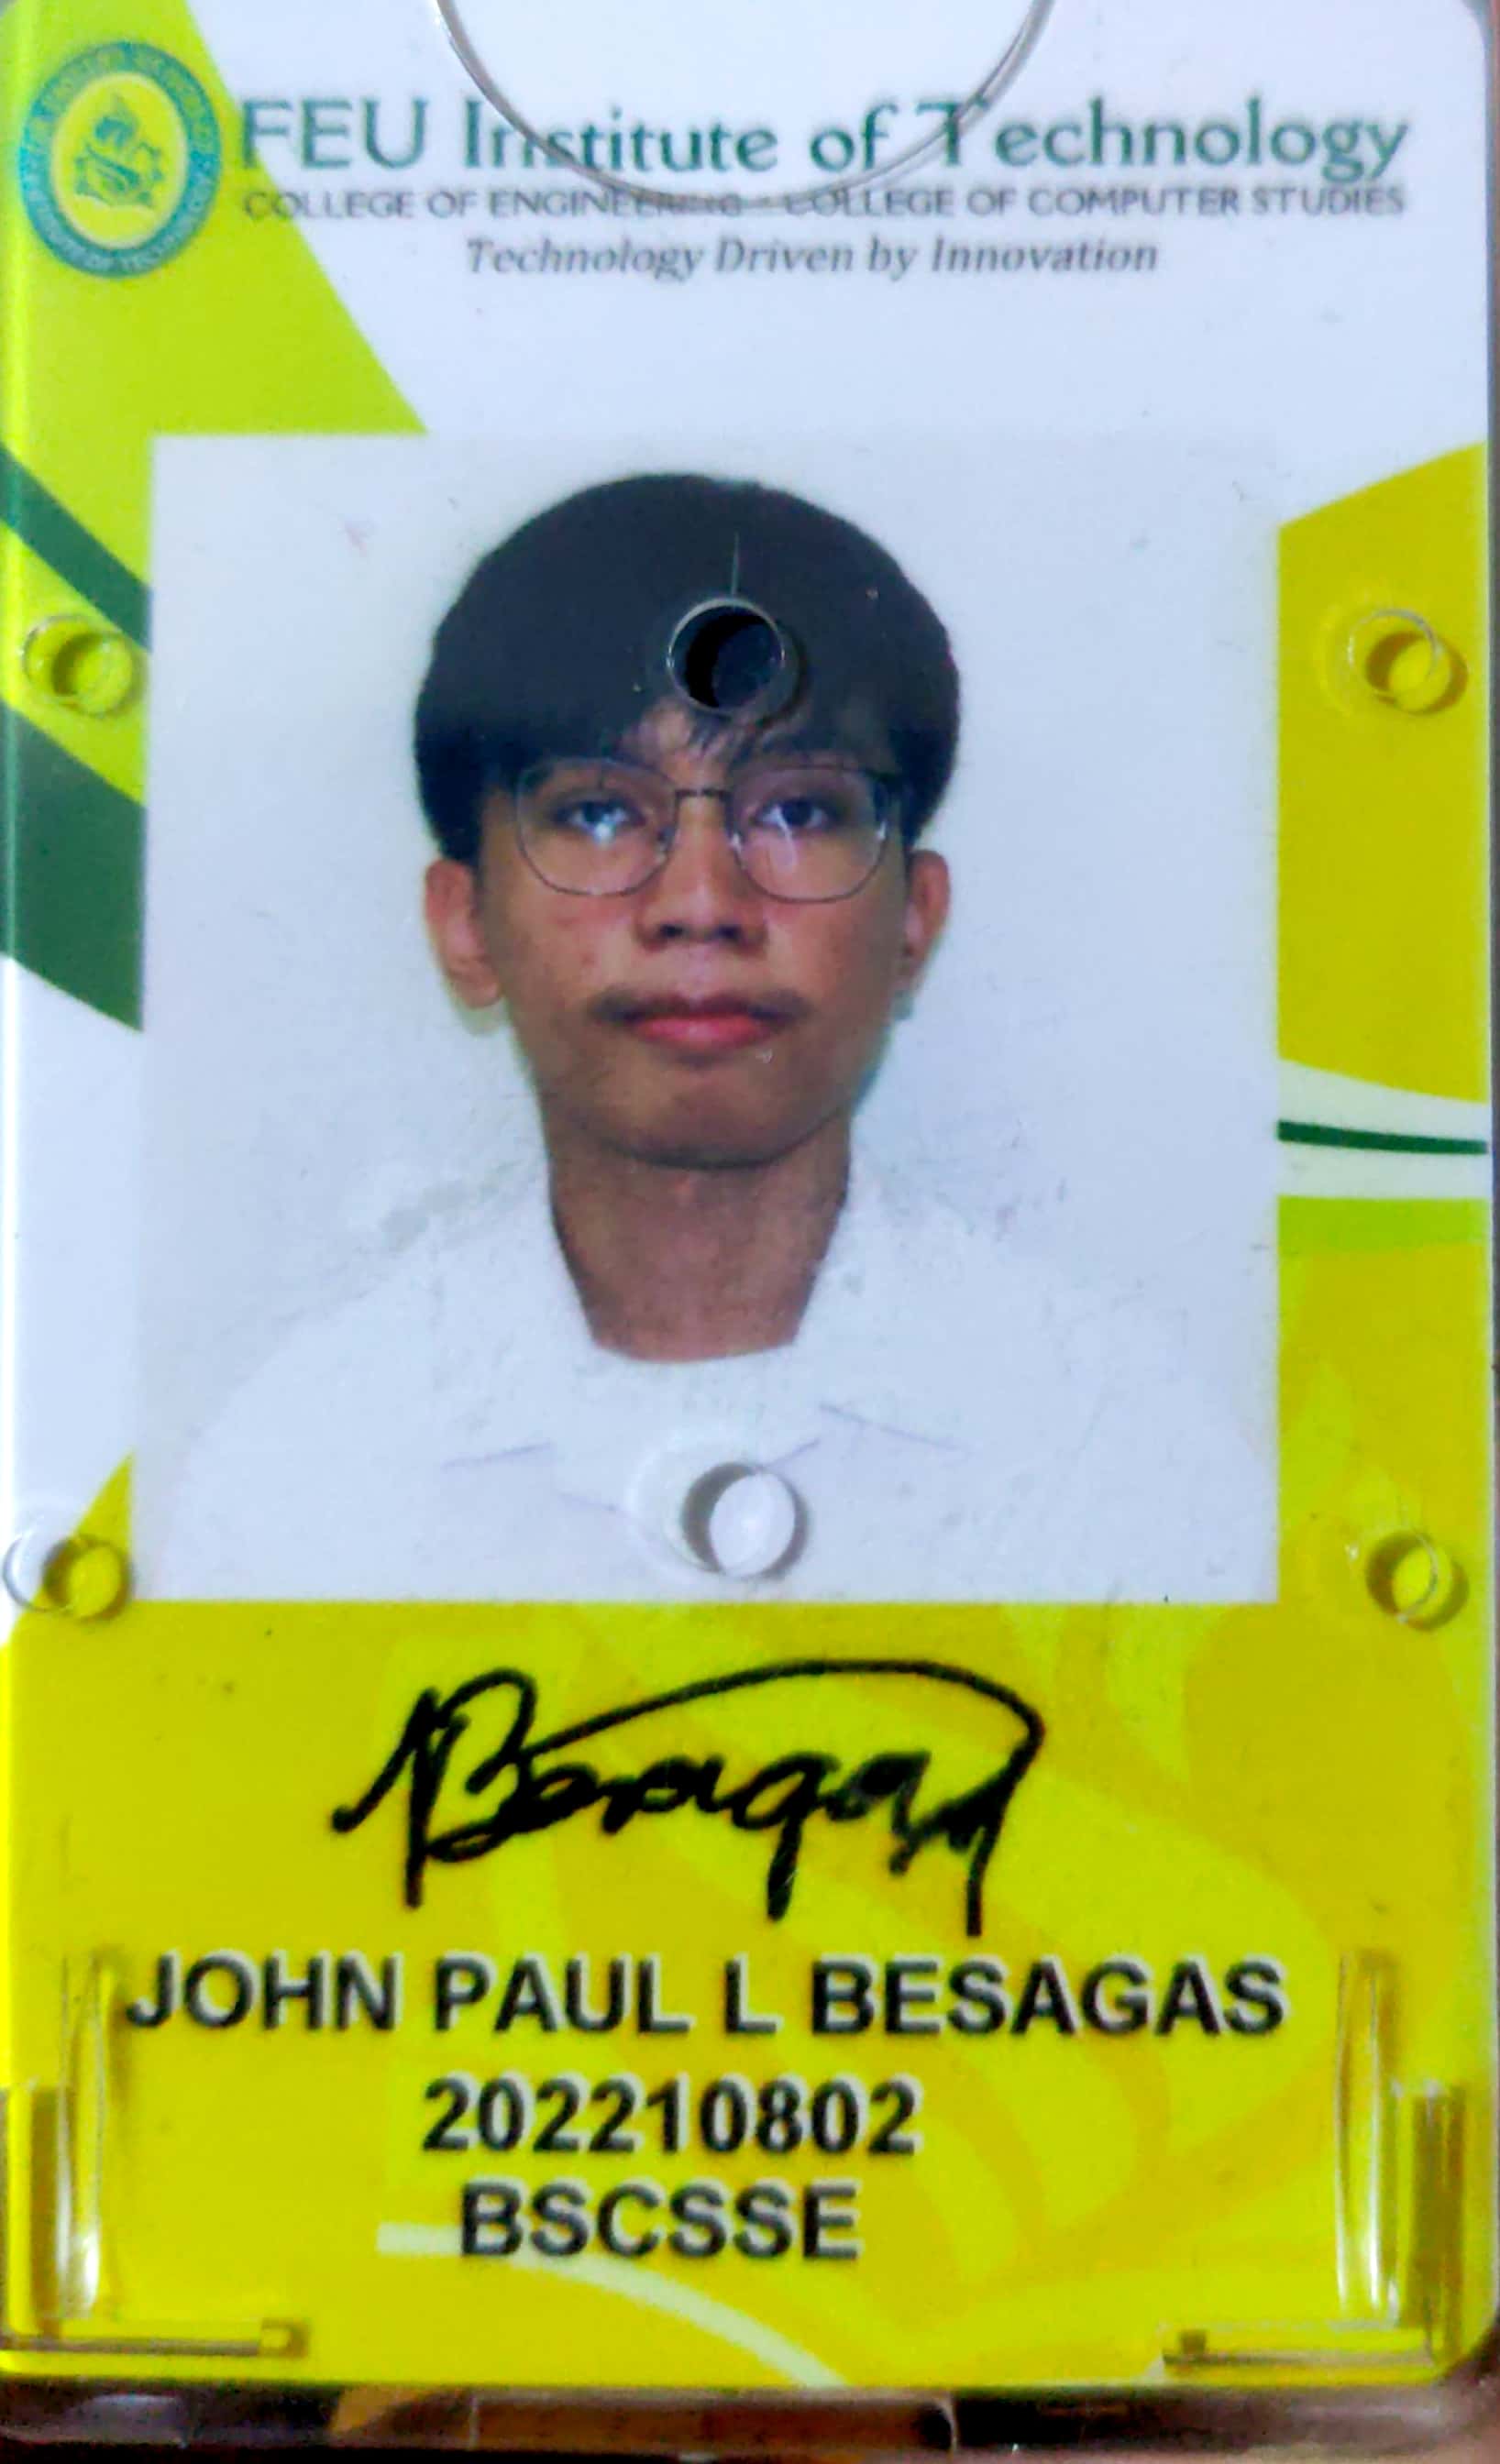 FEU Institute of Technology
COLLEGE OF ENGINEERING • COLLEGE OF COMPUTER STUDIES
Technology Driven by Innovation
Besagas
JOHN PAUL L BESAGAS
202210802
BSCSSE